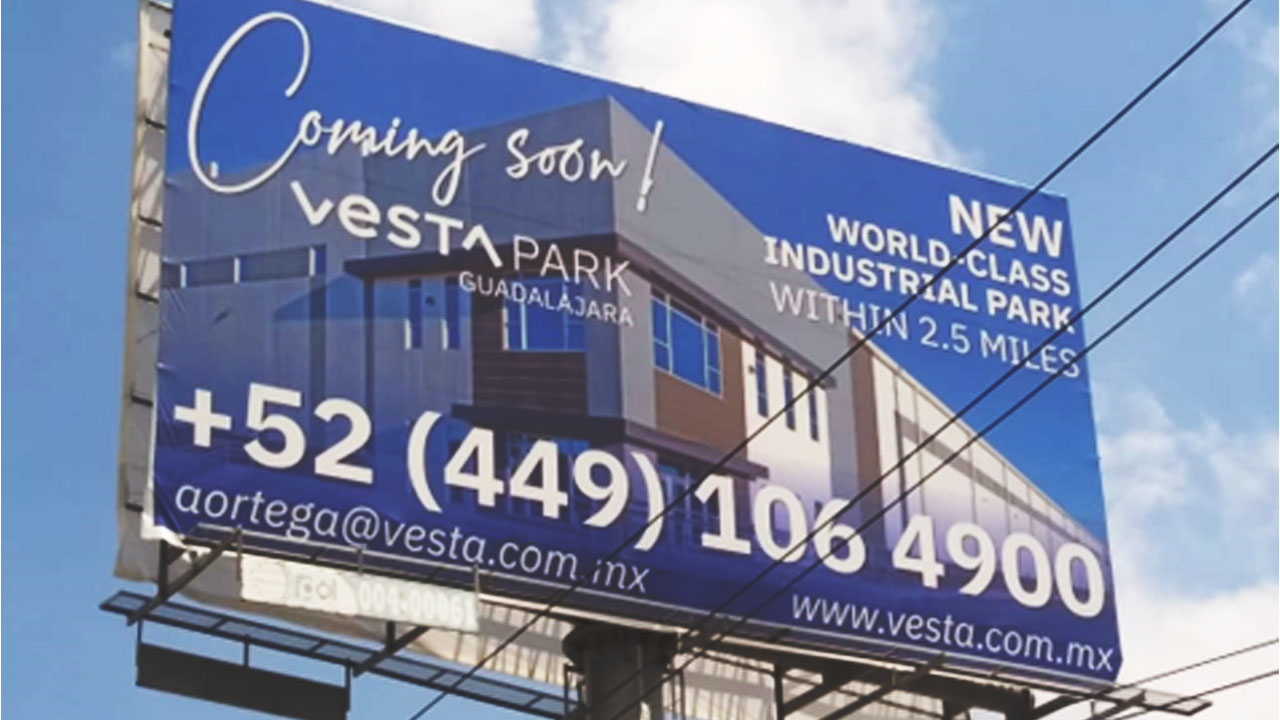 Coming soon!
vesta PARK
GUADALAJARA
NEW
WORLD-CLASS
INDUSTRIAL PARK
WITHIN 2.5 MILES
+52 (449) 106 4900
aortega@vesta.com.mx
www.vesta.com.mx